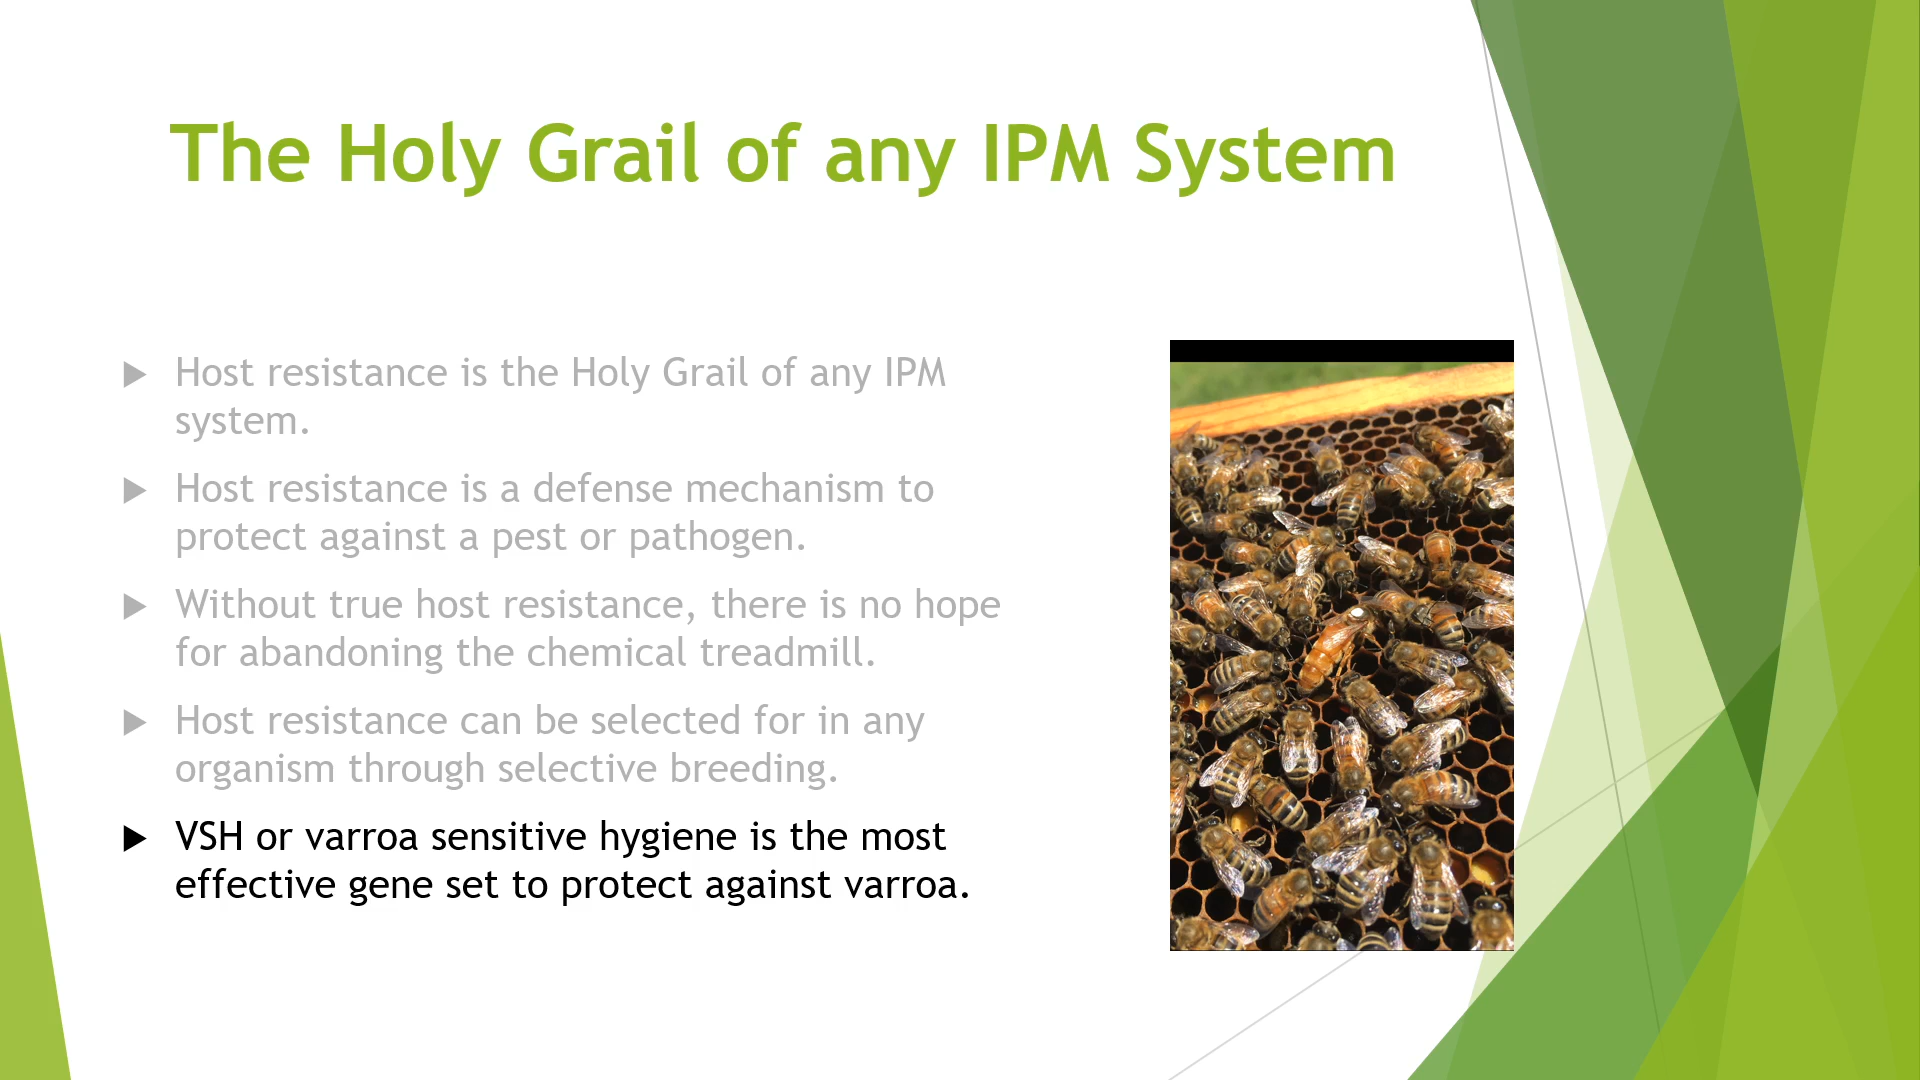 The Holy Grail of any IPM System
Host resistance is the Holy Grail of any IPM
system.
Host resistance is a defense mechanism to
protect against a pest or pathogen.
Without true host resistance, there is no hope
for abandoning the chemical treadmill.
Host resistance can be selected for in any
organism through selective breeding.
VSH or varroa sensitive hygiene is the most
effective gene set to protect against varroa.